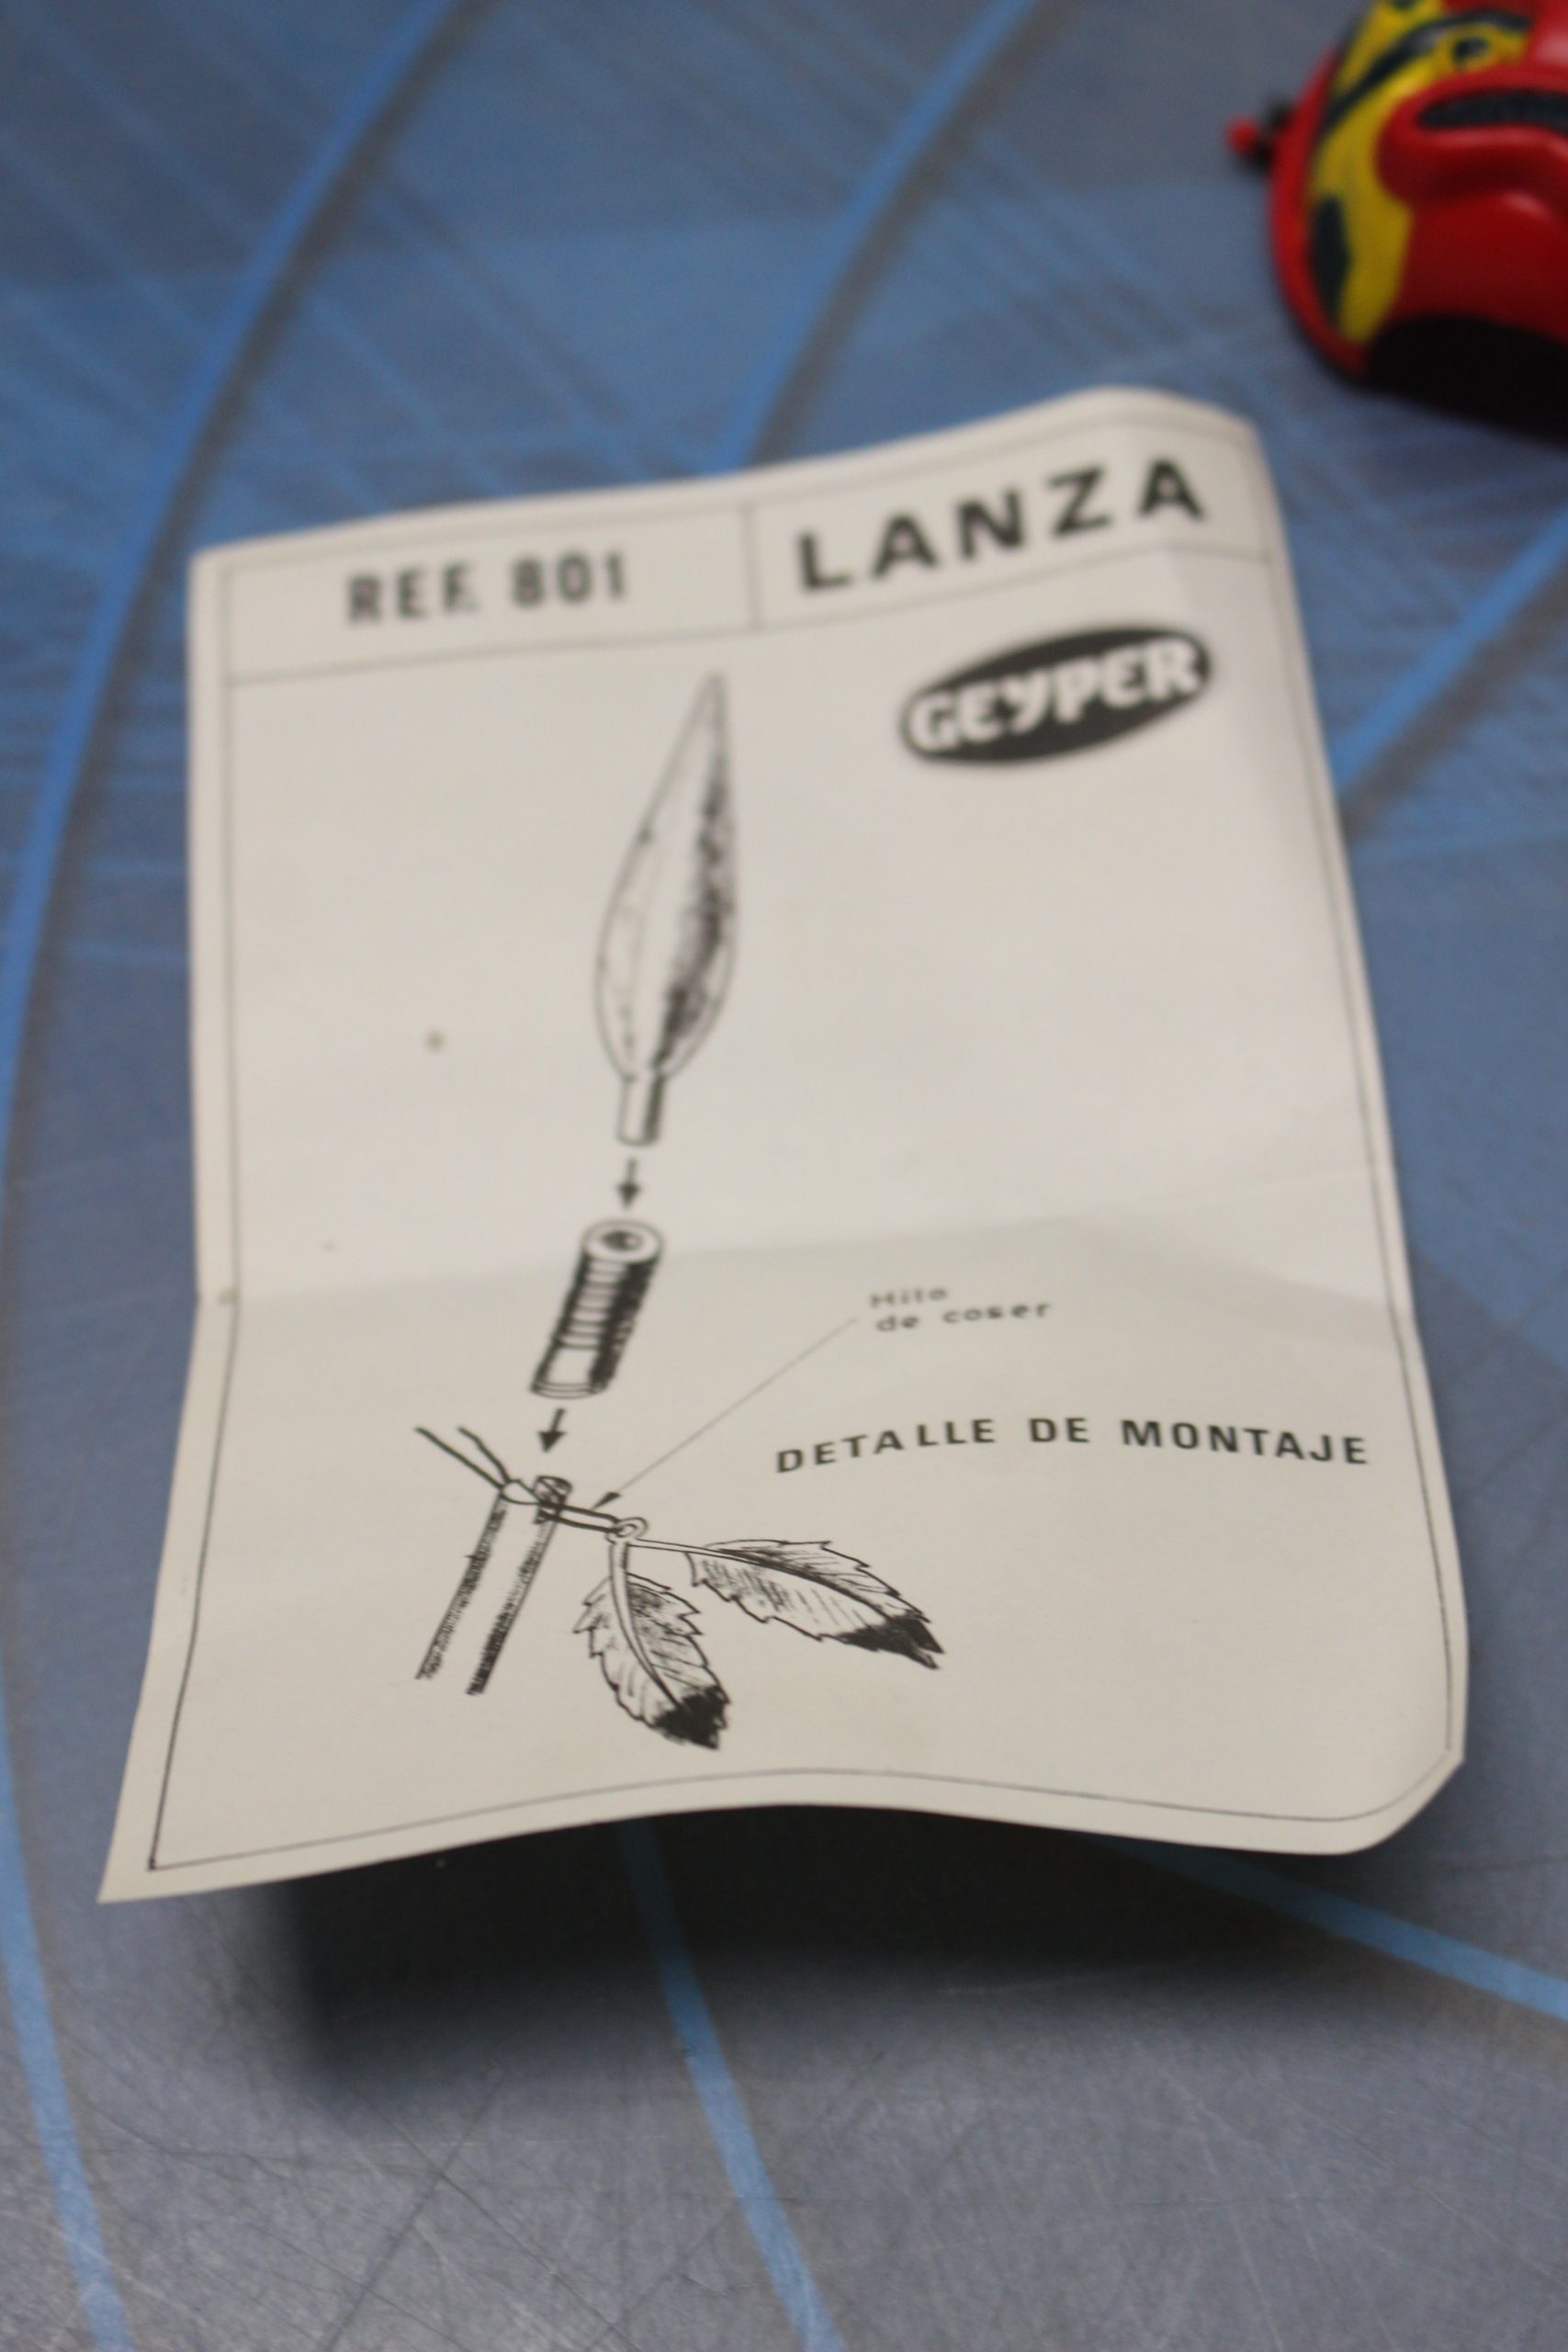 REF. 801
LANZA
GEYPER
Hilo
de coser
DETALLE DE MONTAJE